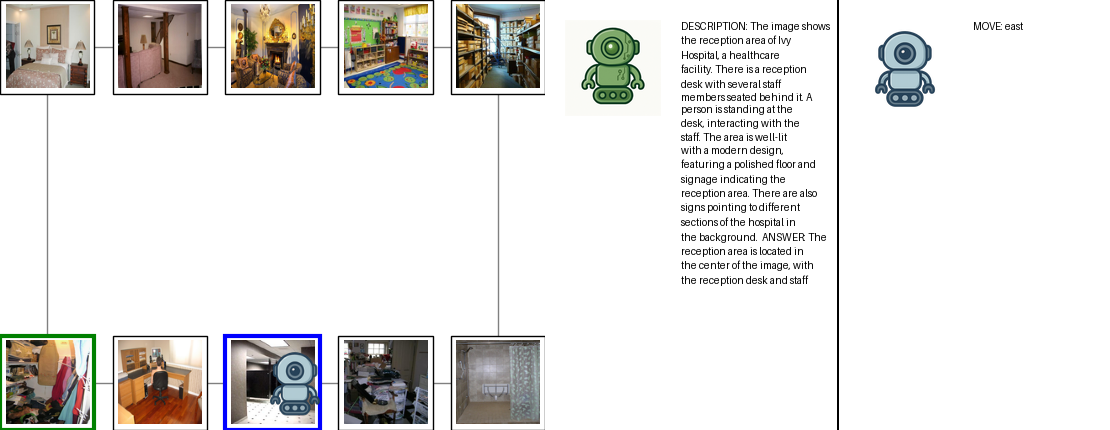 DESCRIPTION: The image shows
the reception area of Ivy
Hospital, a healthcare
facility. There is a reception
desk with several staff
members seated behind it. A
person is standing at the
desk, interacting with the
staff. The area is well-lit
with a modern design,
featuring a polished floor and
signage indicating the
reception area. There are also
signs pointing to different
sections of the hospital in
the background.  ANSWER: The
reception area is located in
the center of the image, with
the reception desk and staff
MOVE: east